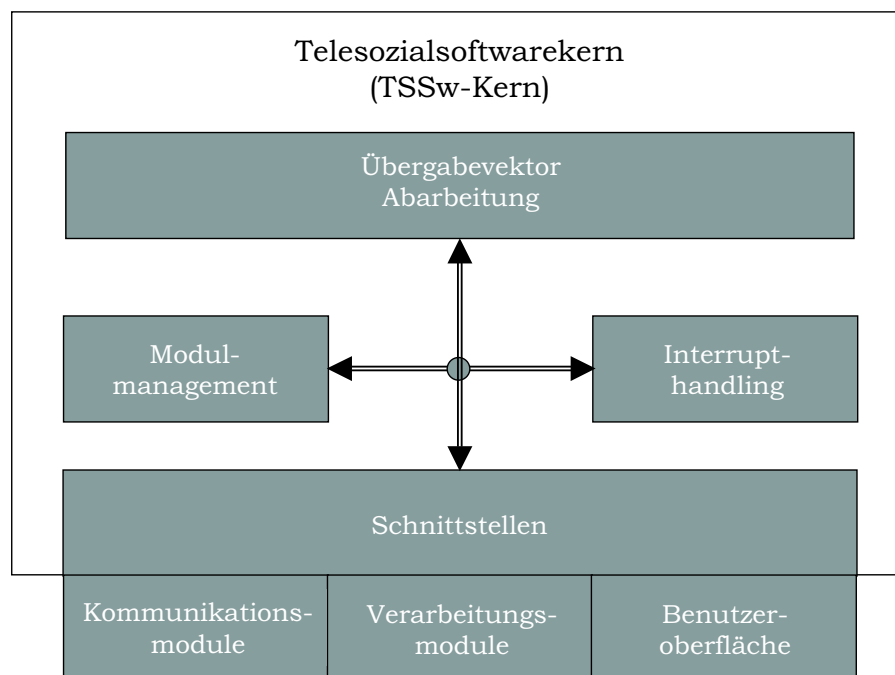 Telesozialsoftwarekern
(TSSw-Kern)
Übergabevektor
Abarbeitung
Modul-
management
Interrupt-
handling
Schnittstellen
Kommunikations-
module
Verarbeitungs-
module
Benutzer-
oberfläche